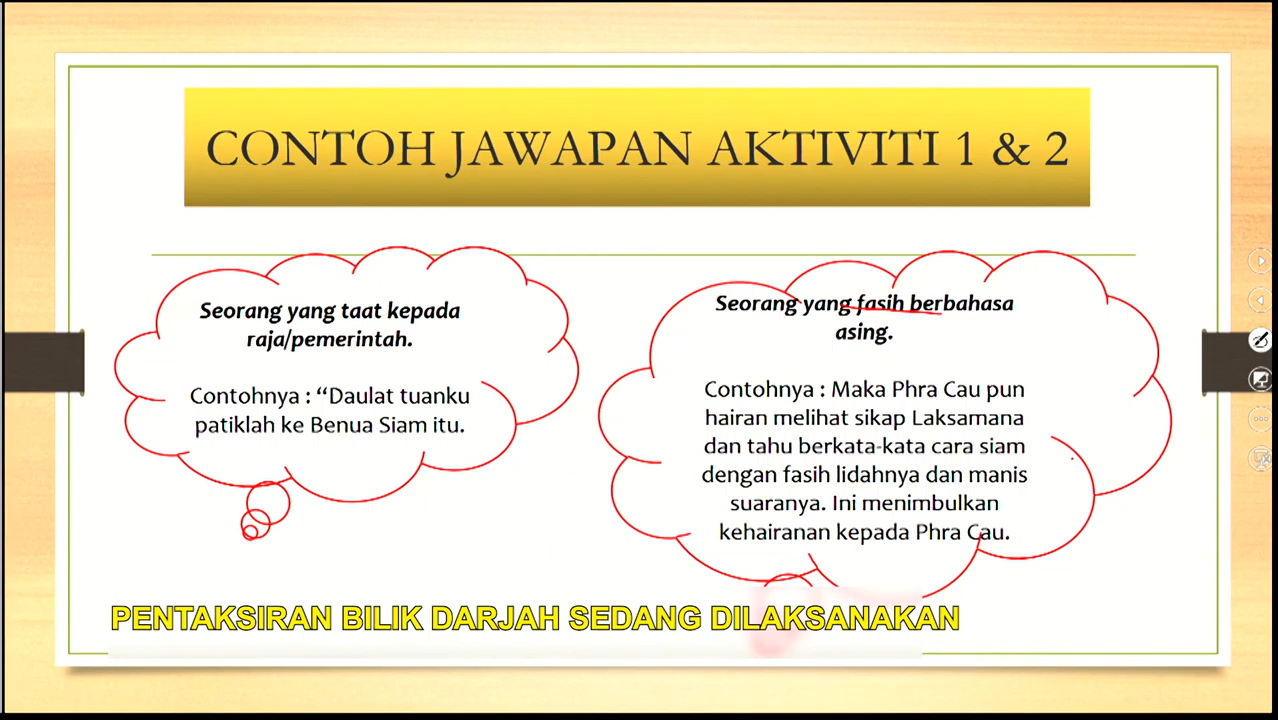 CONTOH JAWAPAN AKTIVITI 1 & 2
Seorang yang taat kepada
raja/pemerintah.
Contohnya : “Daulat tuanku
patiklah ke Benua Siam itu.
Seorang yang fasih berbahasa
asing.
Contohnya : Maka Phra Cau pun
hairan melihat sikap Laksamana
dan tahu berkata-kata cara siam
dengan fasih lidahnya dan manis
suaranya. Ini menimbulkan
kehairanan kepada Phra Cau.
PENTAKSIRAN BILIK DARJAH SEDANG DILAKSANAKAN